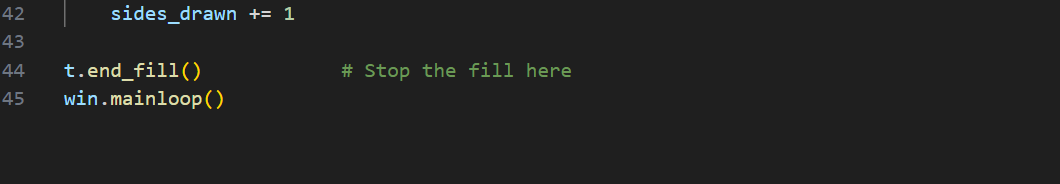 42 sides_drawn += 1
43
44 t.end_fill() # Stop the fill here
45 win.mainloop()